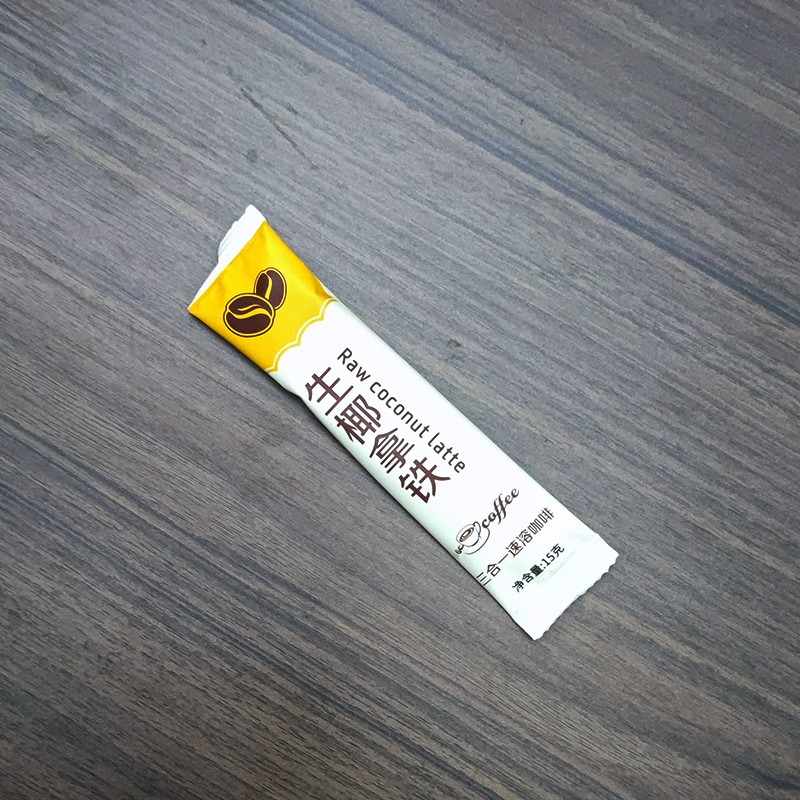 Raw coconut latte
生椰拿铁
coffee
三合一速溶咖啡
净含量:15克